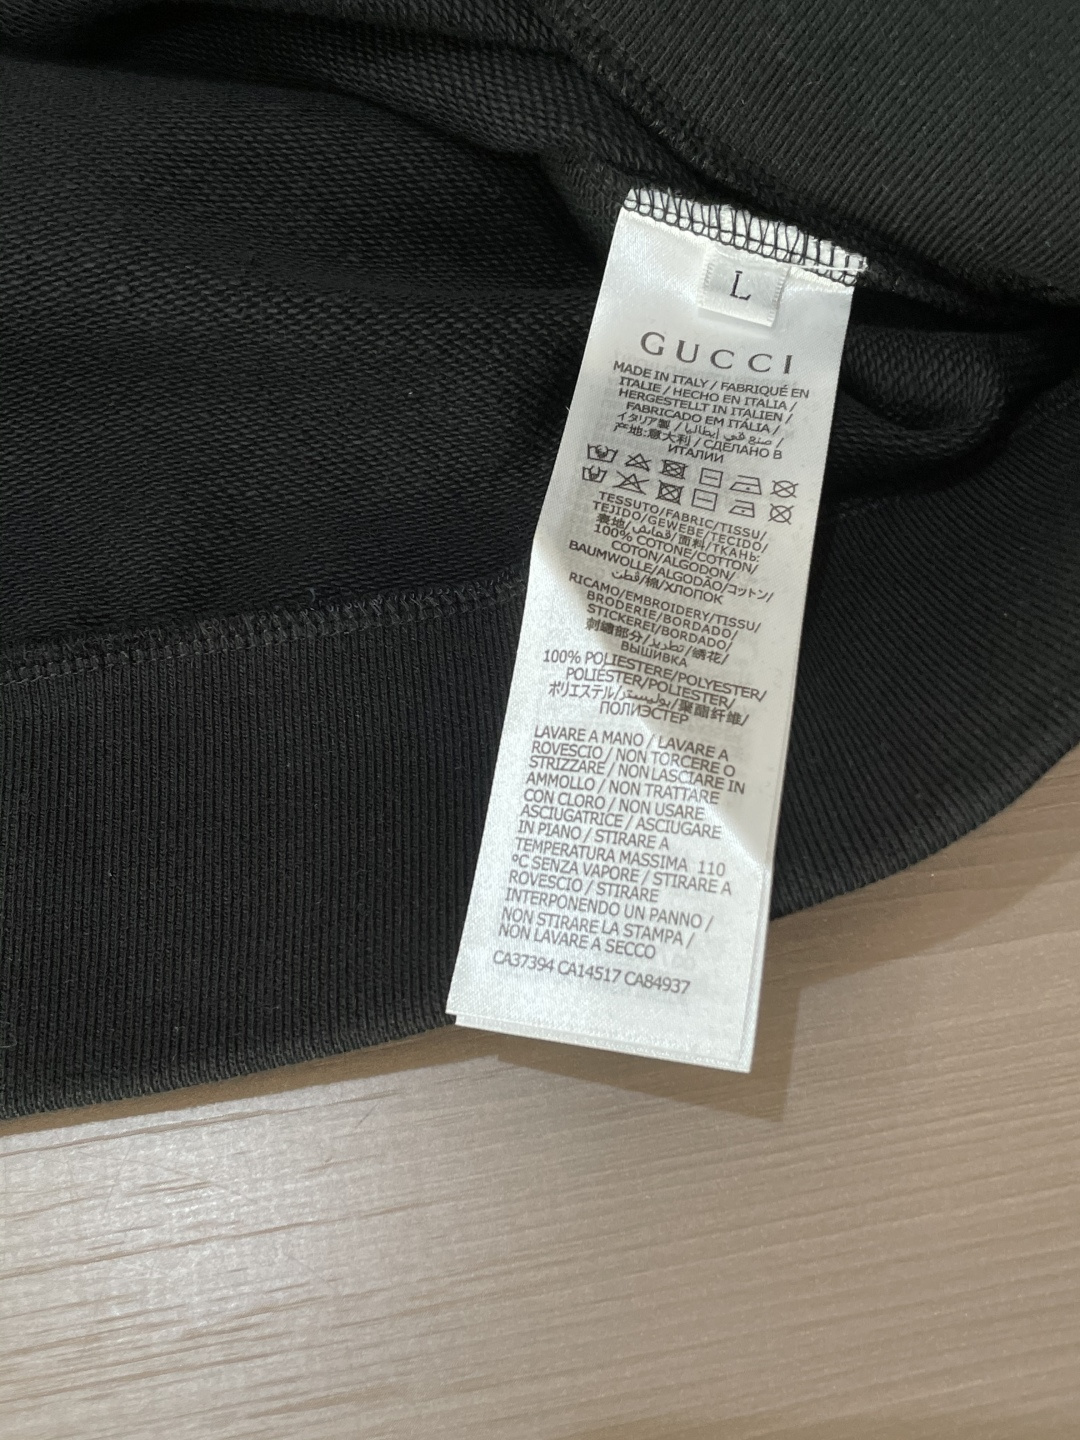 L
GUCCI
MADE IN ITALY / FABRIQUÉ EN
ITALIE / HECHO EN ITALIA /
HERGESTELLT IN ITALIEN /
FABRICADO EM ITÁLIA /
イタリア製 / صنع في إيطاليا /
产地:意大利 / СДЕЛАНО В
ИТАЛИИ
TESSUTO/FABRIC/TISSU/
TEJIDO/GEWEBE/TECIDO/
表地/قماش/面料/ТКАНЬ:
100% COTONE/COTTON/
COTON/ALGODON/
BAUMWOLLE/ALGODÃO/コットン/
قطن/棉/ХЛОПОК
RICAMO/EMBROIDERY/TISSU/
BRODERIE/BORDADO/
STICKEREI/BORDADO/
刺繍部分/تطريز/绣花/
ВЫШИВКА
100% POLIESTERE/POLYESTER/
POLIÉSTER/POLIESTER/
ポリエステル/بوليستر/聚酯纤维/
ПОЛИЭСТЕР
LAVARE A MANO / LAVARE A
ROVESCIO / NON TORCERE O
STRIZZARE / NON LASCIARE IN
AMMOLLO / NON TRATTARE
CON CLORO / NON USARE
ASCIUGATRICE / ASCIUGARE
IN PIANO / STIRARE A
TEMPERATURA MASSIMA 110
°C SENZA VAPORE / STIRARE A
ROVESCIO / STIRARE
INTERPONENDO UN PANNO /
NON STIRARE LA STAMPA /
NON LAVARE A SECCO
CA37394 CA14517 CA84937